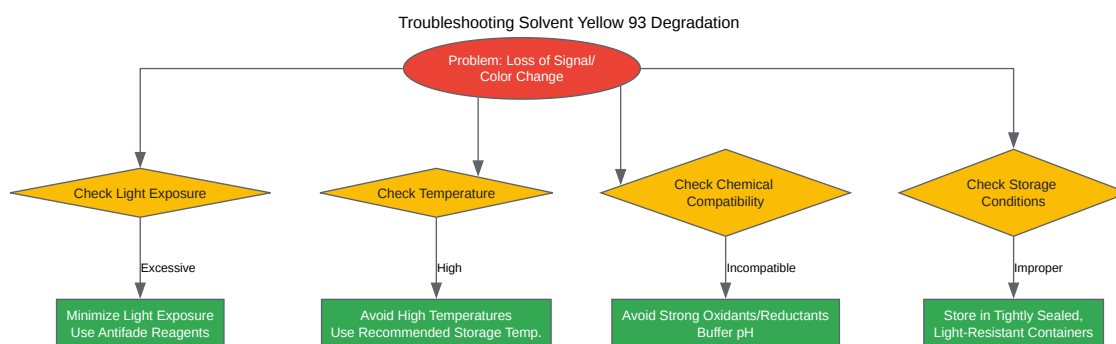 Troubleshooting Solvent Yellow 93 Degradation
Problem: Loss of Signal/
Color Change
Check Light Exposure
Check Temperature
Check Chemical
Compatibility
Check Storage
Conditions
Excessive
High
Incompatible
Improper
Minimize Light Exposure
Use Antifade Reagents
Avoid High Temperatures
Use Recommended Storage Temp.
Avoid Strong Oxidants/Reductants
Buffer pH
Store in Tightly Sealed,
Light-Resistant Containers